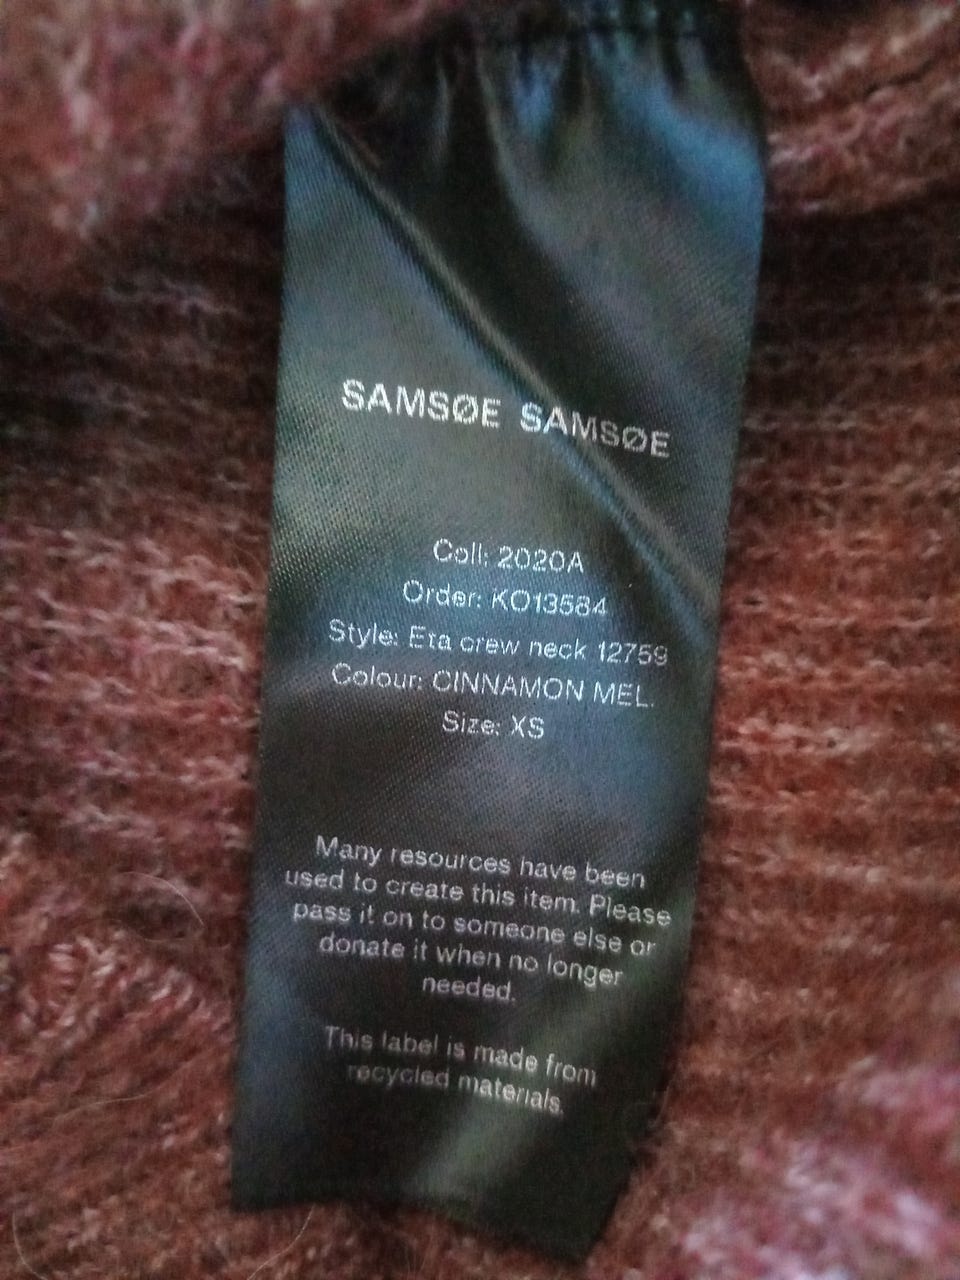 SAMSØE SAMSØE
Coll: 2020A
Order: KO13584
Style: Eta crew neck 12759
Colour: CINNAMON MEL.
Size: XS
Many resources have been
used to create this item. Please
pass it on to someone else or
donate it when no longer
needed.
This label is made from
recycled materials.